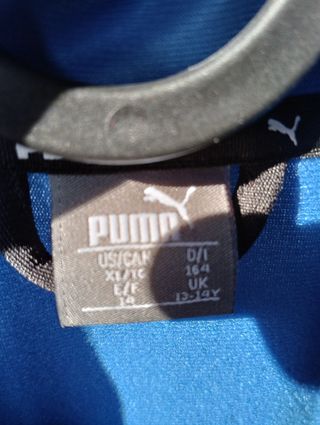 PUMA
US/CAN D/I
XL/TG 164
E/F UK
14 13-14Y